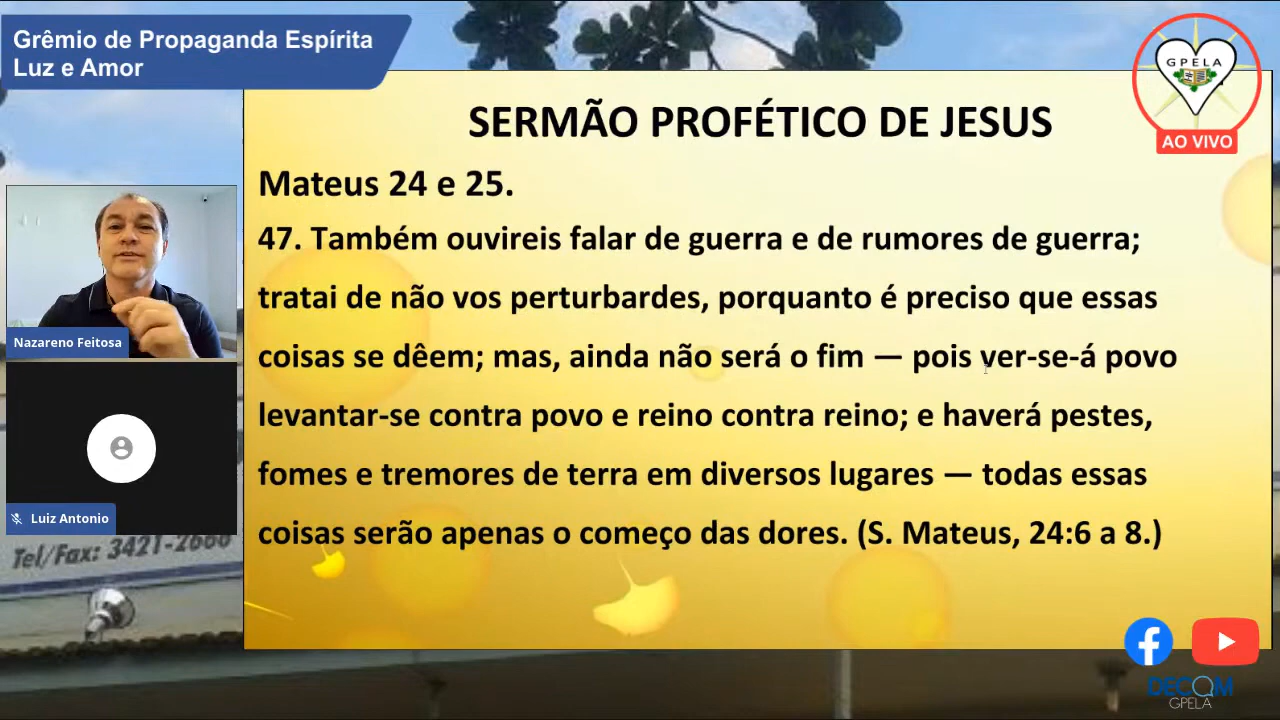 Grêmio de Propaganda Espírita
Luz e Amor
GPELA
AO VIVO
SERMÃO PROFÉTICO DE JESUS
Mateus 24 e 25.
47. Também ouvireis falar de guerra e de rumores de guerra;
tratai de não vos perturbardes, porquanto é preciso que essas
coisas se dêem; mas, ainda não será o fim — pois ver-se-á povo
levantar-se contra povo e reino contra reino; e haverá pestes,
fomes e tremores de terra em diversos lugares — todas essas
coisas serão apenas o começo das dores. (S. Mateus, 24:6 a 8.)
Nazareno Feitosa
Luiz Antonio
Tel/Fax: 3421-2666
DECOM
GPELA